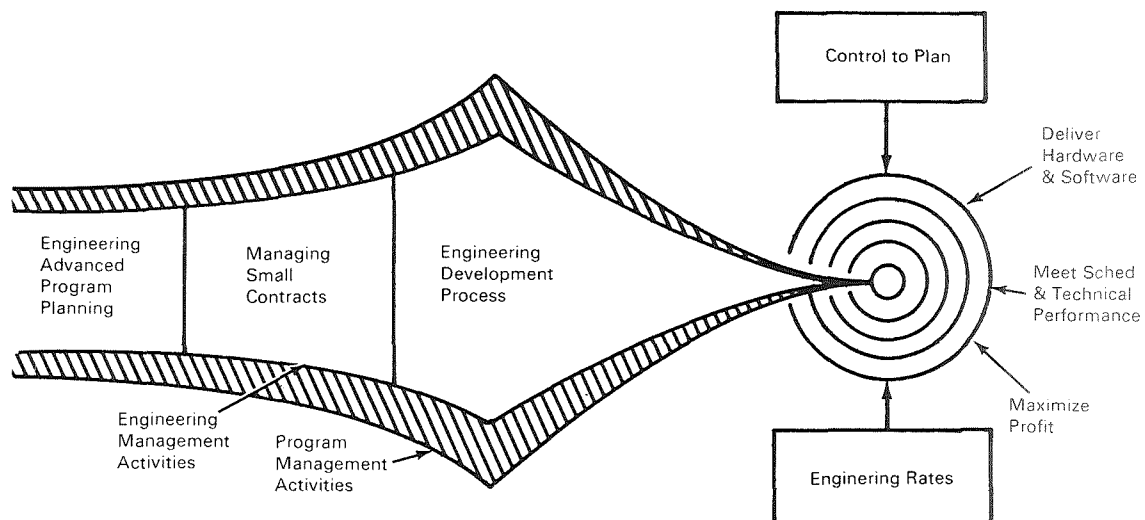 Control to Plan
Deliver
Hardware
& Software
Engineering
Advanced
Program
Planning
Managing
Small
Contracts
Engineering
Development
Process
Meet Sched
& Technical
Performance
Engineering
Management
Activities
Program
Management
Activities
Maximize
Profit
Enginering Rates